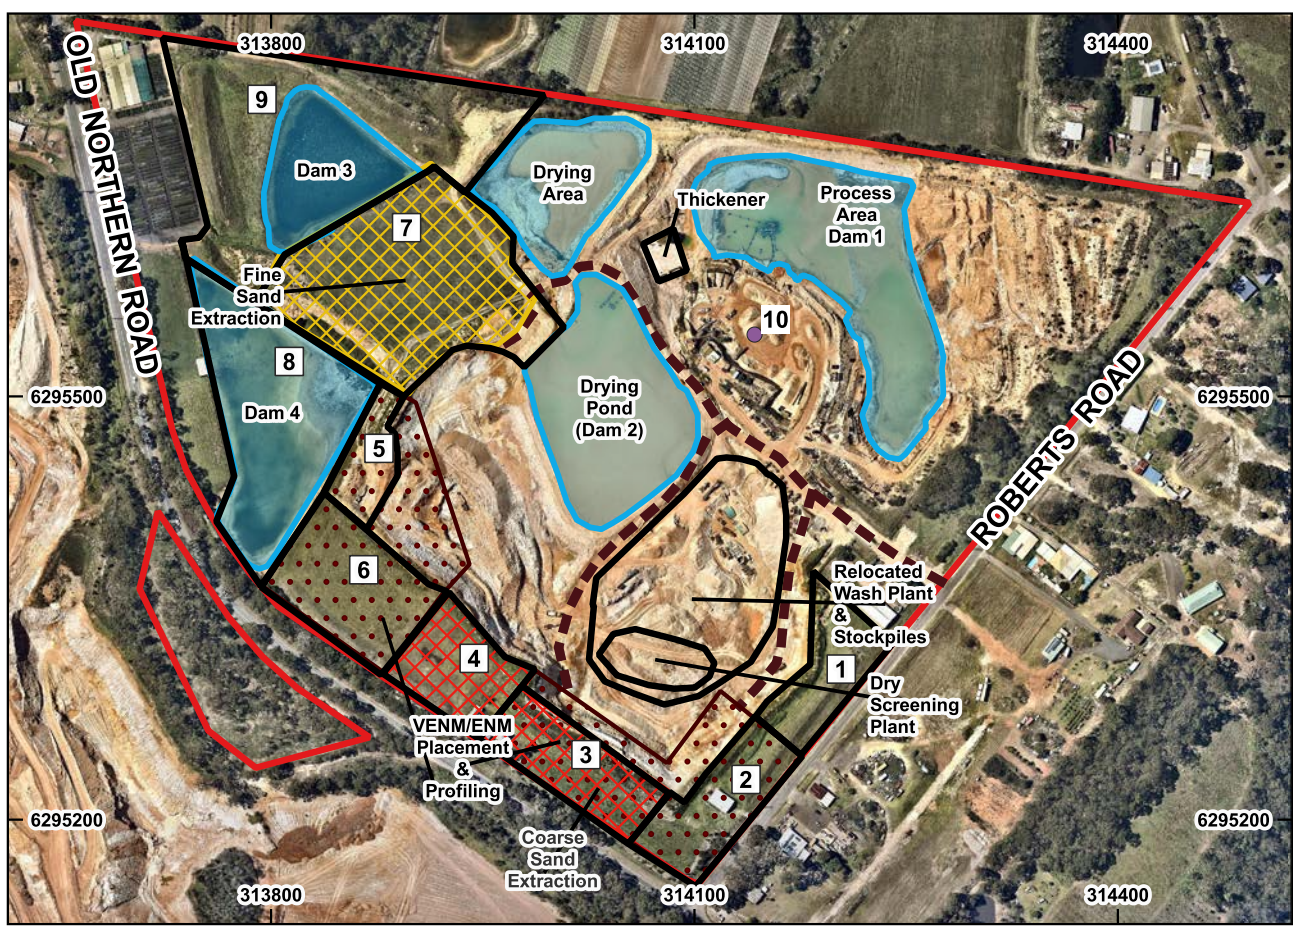 313800
314100
314400
OLD NORTHERN ROAD
9
Dam 3
Drying
Area
Thickener
Process
Area
Dam 1
7
Fine
Sand
Extraction
10
8
Dam 4
Drying
Pond
(Dam 2)
6295500
6295500
ROBERTS ROAD
5
6
Relocated
Wash Plant
&
Stockpiles
4
1
Dry
Screening
Plant
VENM/ENM
Placement
&
Profiling
3
2
Coarse
Sand
Extraction
6295200
6295200
313800
314100
314400